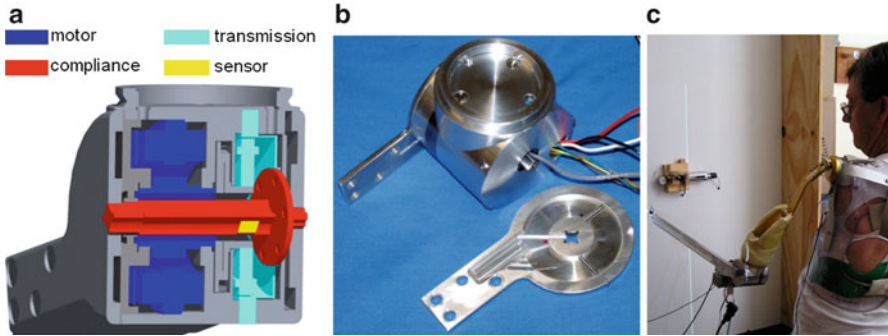 a
motor
transmission
compliance
sensor
b
c